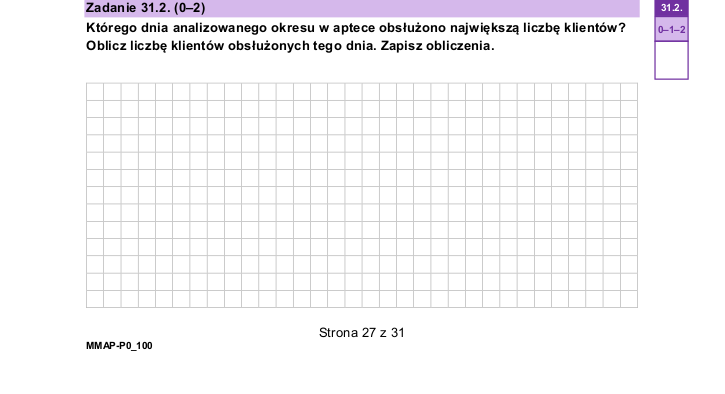 Zadanie 31.2. (0–2)
Którego dnia analizowanego okresu w aptece obsłużono największą liczbę klientów?
Oblicz liczbę klientów obsłużonych tego dnia. Zapisz obliczenia.
31.2.
0–1–2
Strona 27 z 31
MMAP-P0_100